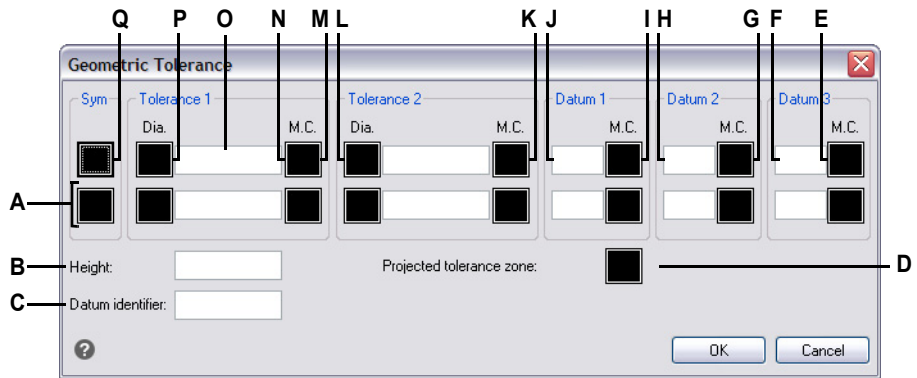 Q P O N M L K J I H G F E
Geometric Tolerance
Sym Tolerance 1 Tolerance 2 Datum 1 Datum 2 Datum 3
Dia. M.C. Dia. M.C. M.C. M.C. M.C.
A
B Height: Projected tolerance zone: D
C Datum identifier:
? OK Cancel